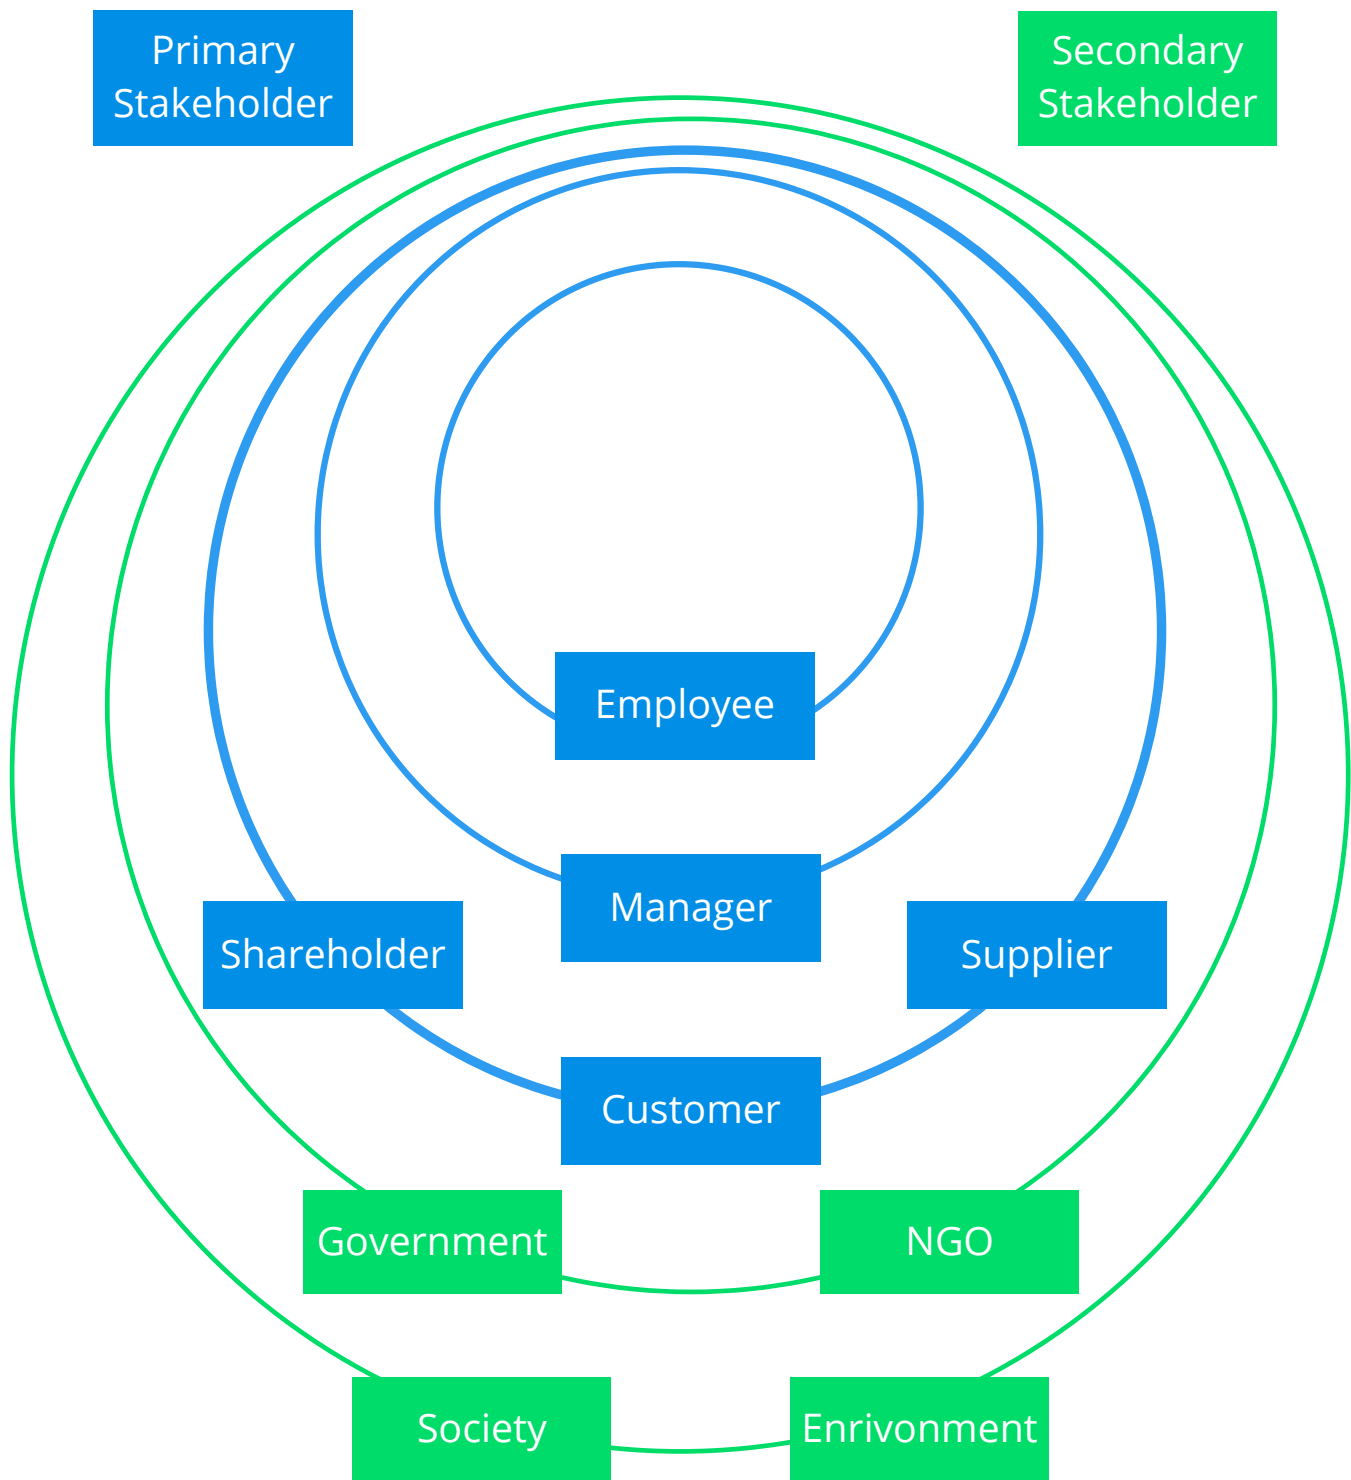 Primary
Stakeholder
Secondary
Stakeholder
Employee
Manager
Shareholder
Supplier
Customer
Government
NGO
Society
Enrivonment